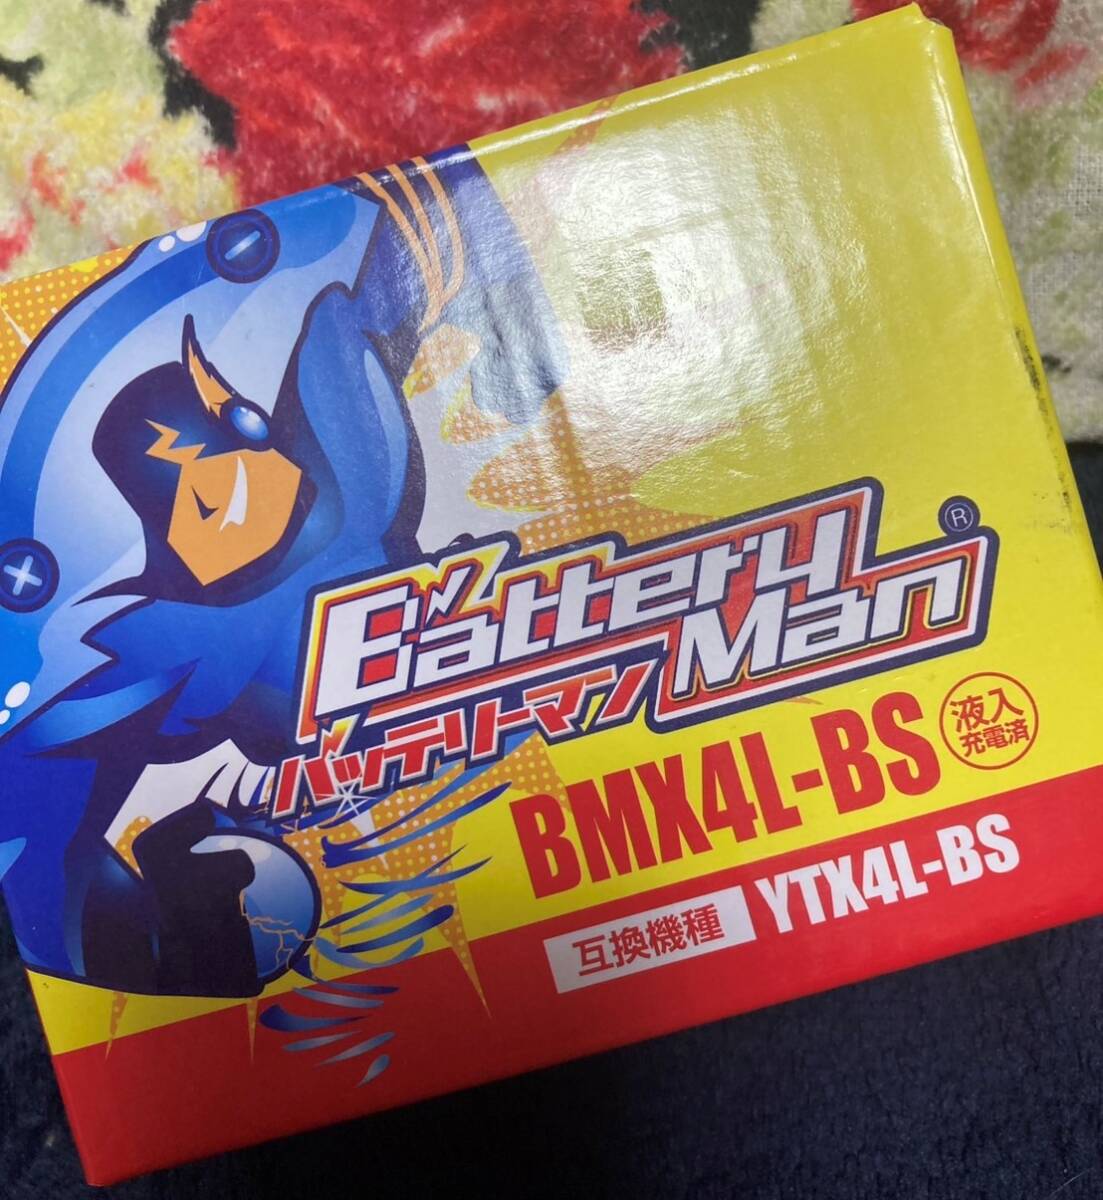 Battery
Man
®
バッテリーマン
BMX4L-BS
液入
充電済
互換機種
YTX4L-BS